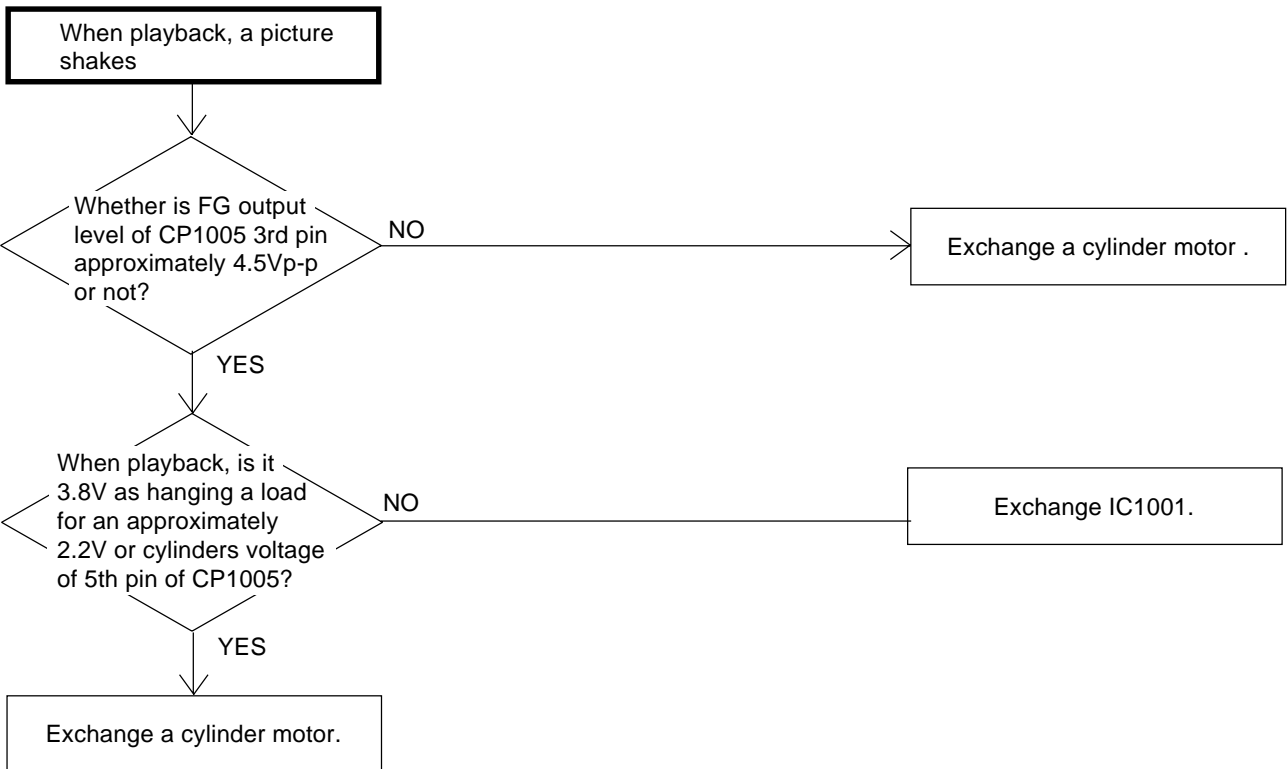 When playback, a picture
shakes
Whether is FG output
level of CP1005 3rd pin
approximately 4.5Vp-p
or not?
NO
Exchange a cylinder motor .
YES
When playback, is it
3.8V as hanging a load
for an approximately
2.2V or cylinders voltage
of 5th pin of CP1005?
NO
Exchange IC1001.
YES
Exchange a cylinder motor.